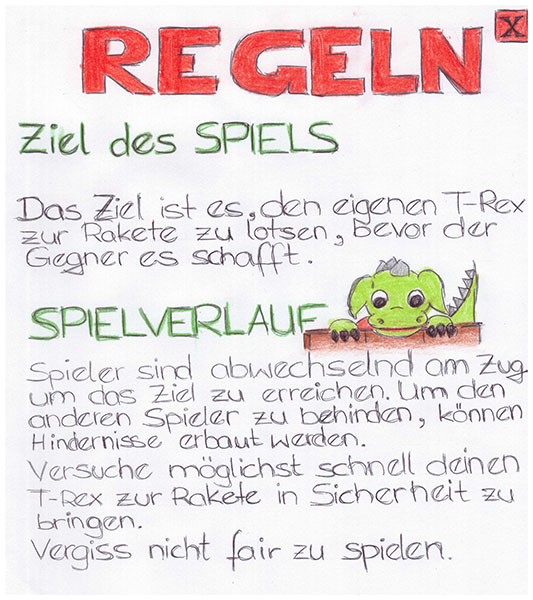 REGELN
X
Ziel des SPIELS
Das Ziel ist es, den eigenen T-Rex
zur Rakete zu lotsen, bevor der
Gegner es schafft.
SPIELVERLAUF
Spieler sind abwechselnd am Zug
um das Ziel zu erreichen. Um den
anderen Spieler zu behinden, können
Hindernisse erbaut werden.
Versuche möglichst schnell deinen
T-Rex zur Rakete in Sicherheit zu
bringen.
Vergiss nicht fair zu spielen.